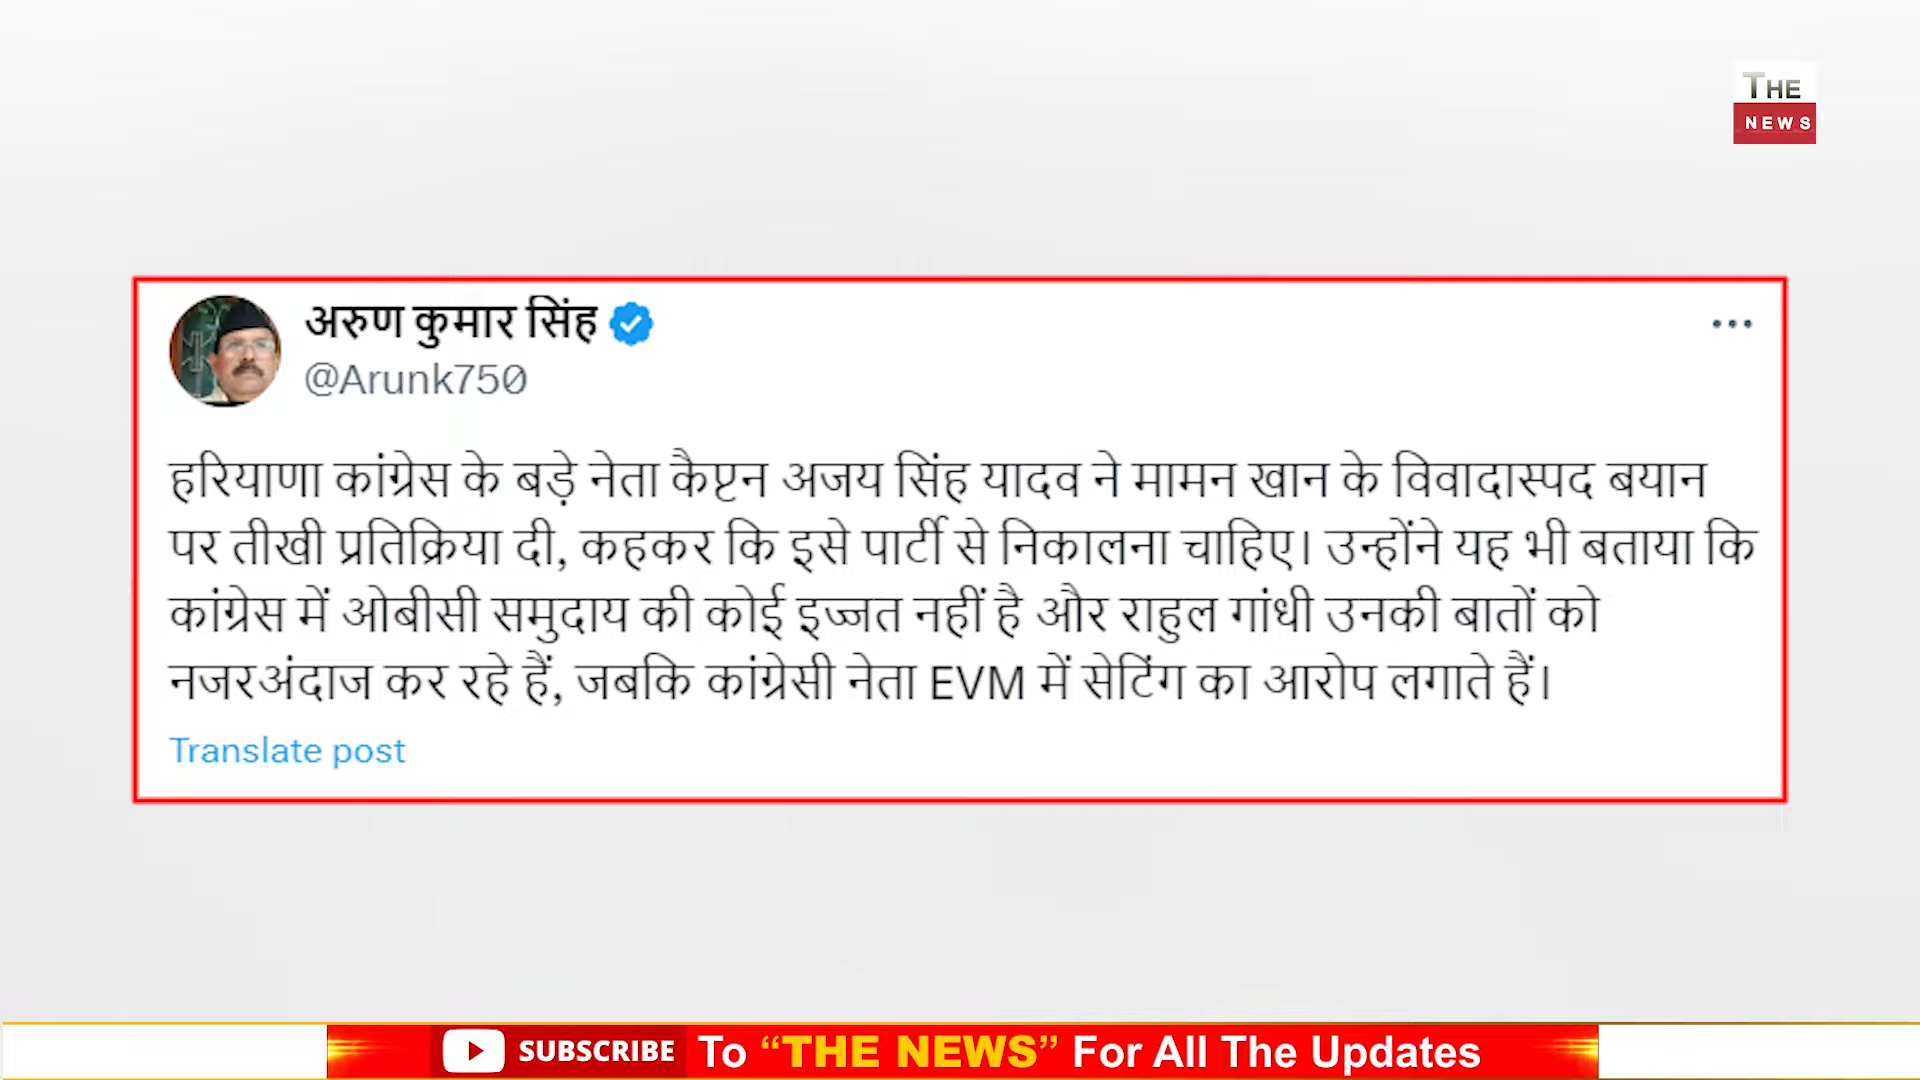 THE
NEWS
अरुण कुमार सिंह
@Arunk750
हरियाणा कांग्रेस के बड़े नेता कैप्टन अजय सिंह यादव ने मामन खान के विवादास्पद बयान
पर तीखी प्रतिक्रिया दी, कहकर कि इसे पार्टी से निकालना चाहिए। उन्होंने यह भी बताया कि
कांग्रेस में ओबीसी समुदाय की कोई इज्जत नहीं है और राहुल गांधी उनकी बातों को
नजरअंदाज कर रहे हैं, जबकि कांग्रेसी नेता EVM में सेटिंग का आरोप लगाते हैं।
Translate post
SUBSCRIBE To “THE NEWS” For All The Updates